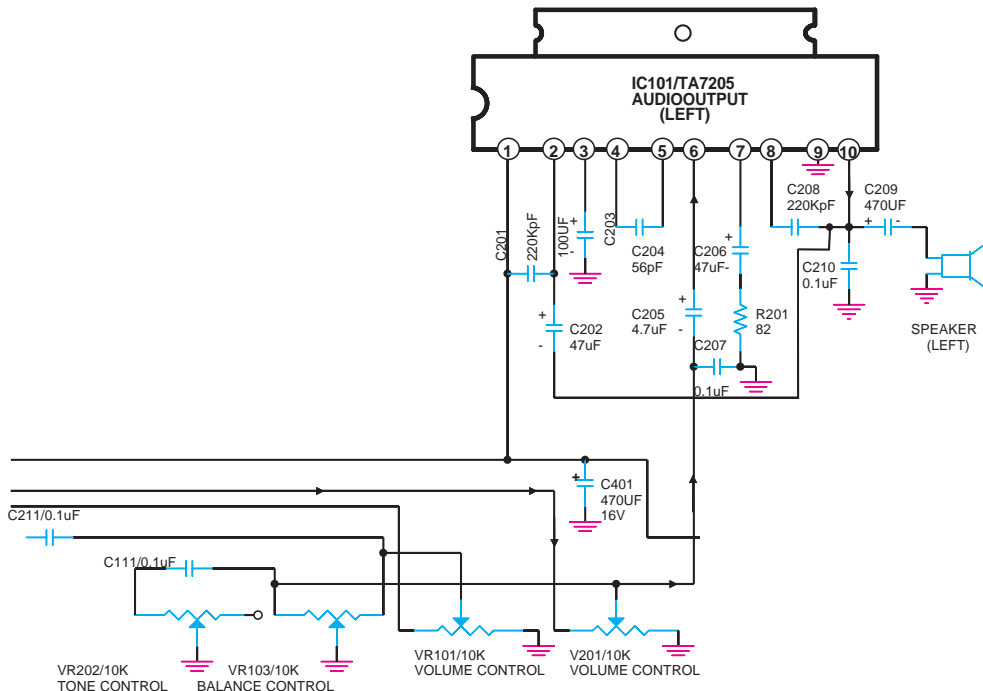 IC101/TA7205
AUDIOOUTPUT
(LEFT)
1
2
3
4
5
6
7
8
9
10
C201
220KpF
100UF
+
-
C203
C204
56pF
+
C206
47uF-
C208
220KpF
C209
470UF
+
-
C210
0.1uF
+
-
C202
47uF
C205
4.7uF
+
-
R201
82
C207
0.1uF
SPEAKER
(LEFT)
+
C401
470UF
16V
C211/0.1uF
C111/0.1uF
VR202/10K
TONE CONTROL
VR103/10K
BALANCE CONTROL
VR101/10K
VOLUME CONTROL
V201/10K
VOLUME CONTROL